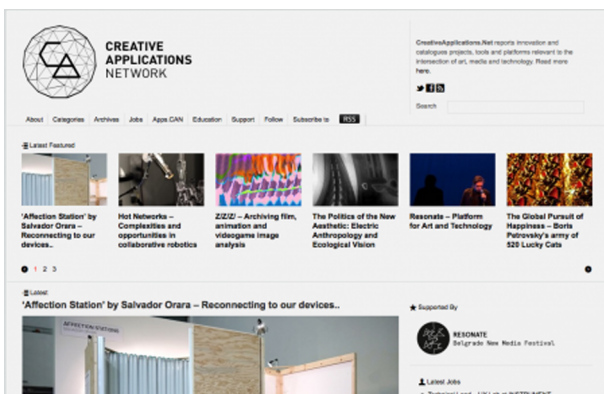 CREATIVE
APPLICATIONS
NETWORK
CreativeApplications.Net reports innovation and
catalogues projects, tools and platforms relevant to the
intersection of art, media and technology. Read more
here.
Search
About Categories Archives Jobs Apps.CAN Education Support Follow Subscribe to RSS
Latest Featured
'Affection Station' by
Salvador Orara –
Reconnecting to our
devices..
Hot Networks –
Complexities and
opportunities in
collaborative robotics
Z/Z/Z/ – Archiving film,
animation and
videogame image
analysis
The Politics of the New
Aesthetic: Electric
Anthropology and
Ecological Vision
Resonate – Platform
for Art and Technology
The Global Pursuit of
Happiness – Boris
Petrovsky's army of
520 Lucky Cats
1 2 3
Latest
'Affection Station' by Salvador Orara – Reconnecting to our devices..
AFFECTION STATION
Supported By
RESONATE
Belgrade New Media Festival
Latest Jobs